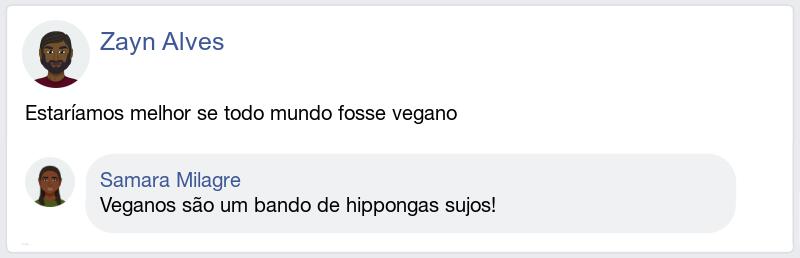 Zayn Alves
Estaríamos melhor se todo mundo fosse vegano
Samara Milagre
Veganos são um bando de hippongas sujos!